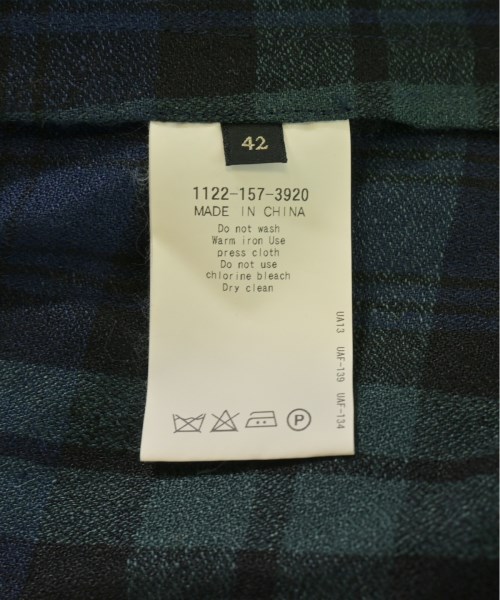 42
1122-157-3920
MADE IN CHINA
Do not wash
Warm iron Use
press cloth
Do not use
chlorine bleach
Dry clean
UA13 UAF-139 UAF-134
P